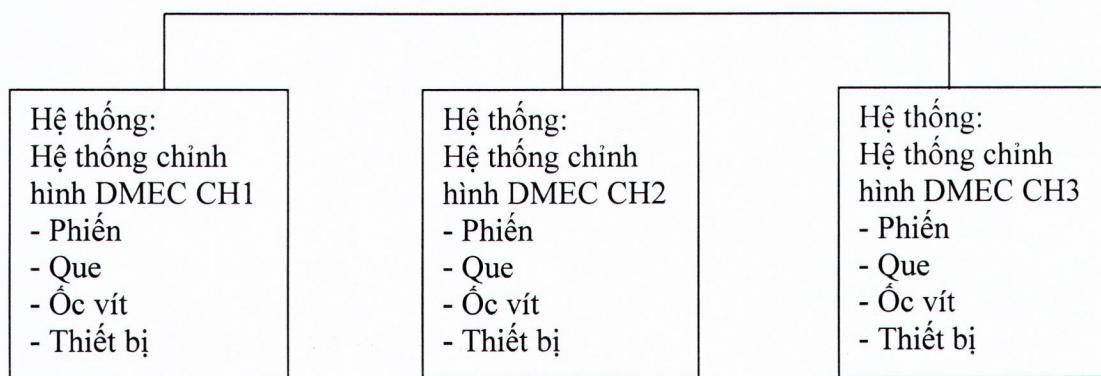 Hệ thống:
Hệ thống chỉnh
hình DMEC CH1
- Phiến
- Que
- Ốc vít
- Thiết bị
Hệ thống:
Hệ thống chỉnh
hình DMEC CH2
- Phiến
- Que
- Ốc vít
- Thiết bị
Hệ thống:
Hệ thống chỉnh
hình DMEC CH3
- Phiến
- Que
- Ốc vít
- Thiết bị